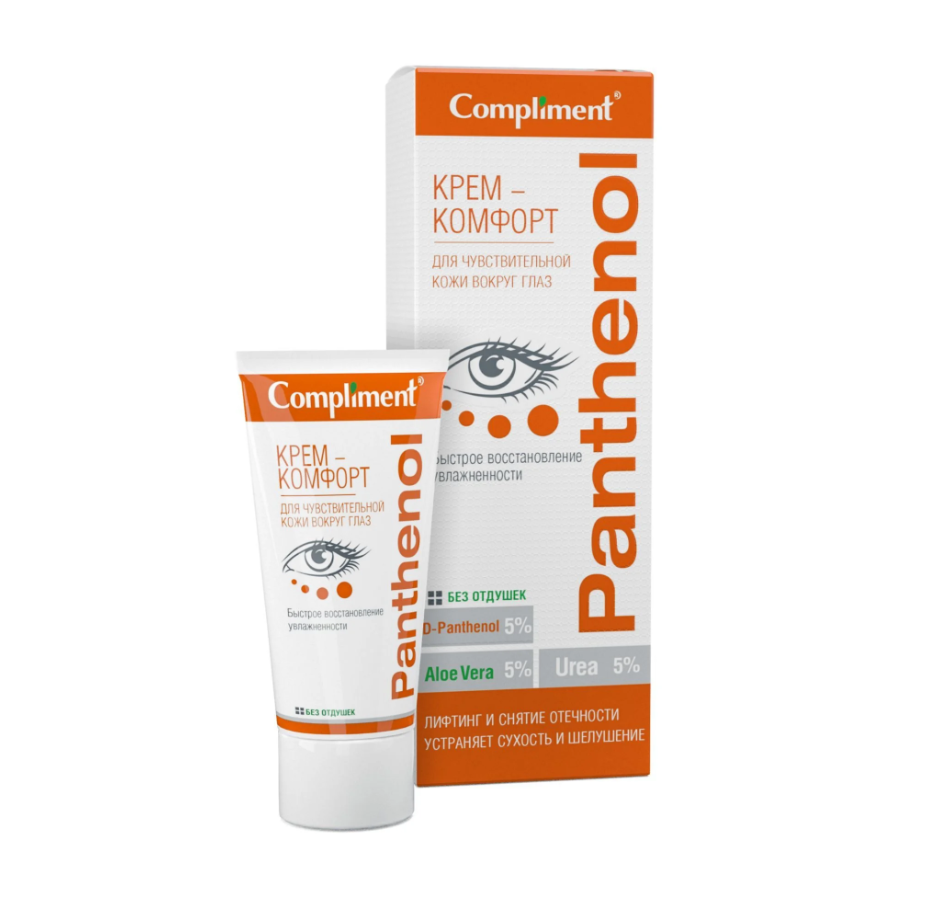 Compliment
КРЕМ –
КОМФОРТ
ДЛЯ ЧУВСТВИТЕЛЬНОЙ
КОЖИ ВОКРУГ ГЛАЗ
Panthenol
Быстрое восстановление
увлажненности
БЕЗ ОТДУШЕК
D-Panthenol 5%
Aloe Vera 5%
Urea 5%
ЛИФТИНГ И СНЯТИЕ ОТЕЧНОСТИ
УСТРАНЯЕТ СУХОСТЬ И ШЕЛУШЕНИЕ
Compliment
КРЕМ –
КОМФОРТ
ДЛЯ ЧУВСТВИТЕЛЬНОЙ
КОЖИ ВОКРУГ ГЛАЗ
Panthenol
Быстрое восстановление
увлажненности
БЕЗ ОТДУШЕК